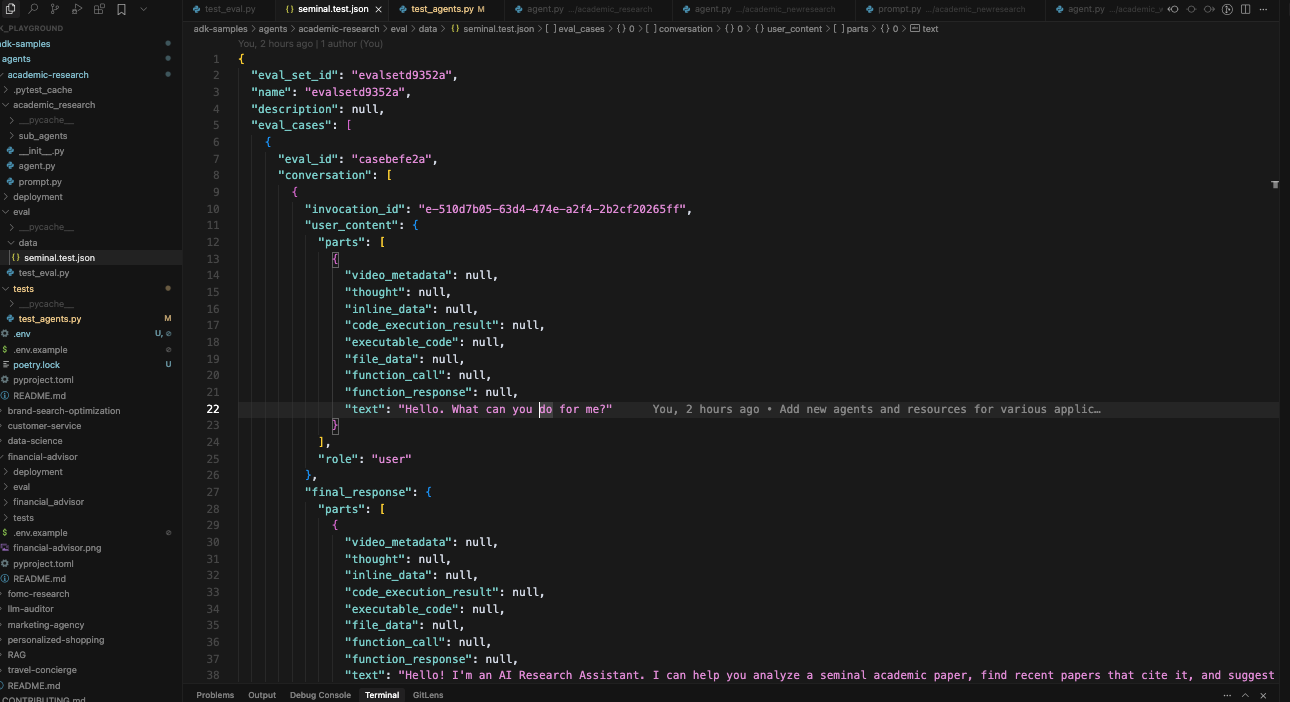 test_eval.py
{} seminal.test.json ×
test_agents.py M
agent.py .../academic_research
agent.py .../academic_newresearch
prompt.py .../academic_newresearch
agent.py .../academic_v
K_PLAYGROUND
adk-samples
agents
academic-research
.pytest_cache
academic_research
__pycache__
sub_agents
__init__.py
agent.py
prompt.py
deployment
eval
__pycache__
data
{} seminal.test.json
test_eval.py
tests
__pycache__
test_agents.py M
.env U,
$ .env.example
poetry.lock U
pyproject.toml
README.md
brand-search-optimization
customer-service
data-science
financial-advisor
deployment
eval
financial_advisor
tests
$ .env.example
financial-advisor.png
pyproject.toml
README.md
fomc-research
llm-auditor
marketing-agency
personalized-shopping
RAG
travel-concierge
README.md
CONTRIBUTING.md
adk-samples > agents > academic-research > eval > data > {} seminal.test.json > [ ] eval_cases > {} 0 > [ ] conversation > {} 0 > {} user_content > [ ] parts > {} 0 > text
You, 2 hours ago | 1 author (You)
1 {
2 "eval_set_id": "evalsetd9352a",
3 "name": "evalsetd9352a",
4 "description": null,
5 "eval_cases": [
6 {
7 "eval_id": "casebefe2a",
8 "conversation": [
9 {
10 "invocation_id": "e-510d7b05-63d4-474e-a2f4-2b2cf20265ff",
11 "user_content": {
12 "parts": [
13 {
14 "video_metadata": null,
15 "thought": null,
16 "inline_data": null,
17 "code_execution_result": null,
18 "executable_code": null,
19 "file_data": null,
20 "function_call": null,
21 "function_response": null,
22 "text": "Hello. What can you do for me?" You, 2 hours ago • Add new agents and resources for various applic…
23 }
24 ],
25 "role": "user"
26 },
27 "final_response": {
28 "parts": [
29 {
30 "video_metadata": null,
31 "thought": null,
32 "inline_data": null,
33 "code_execution_result": null,
34 "executable_code": null,
35 "file_data": null,
36 "function_call": null,
37 "function_response": null,
38 "text": "Hello! I'm an AI Research Assistant. I can help you analyze a seminal academic paper, find recent papers that cite it, and suggest
Problems Output Debug Console Terminal GitLens